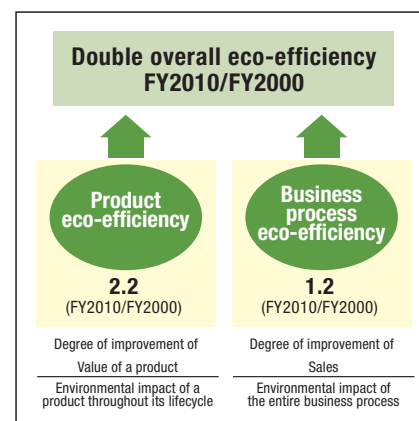 Double overall eco-efficiency
FY2010/FY2000
Product
eco-efficiency
2.2
(FY2010/FY2000)
Degree of improvement of
Value of a product
Environmental impact of a
product throughout its lifecycle
Business
process
eco-efficiency
1.2
(FY2010/FY2000)
Degree of improvement of
Sales
Environmental impact of
the entire business process